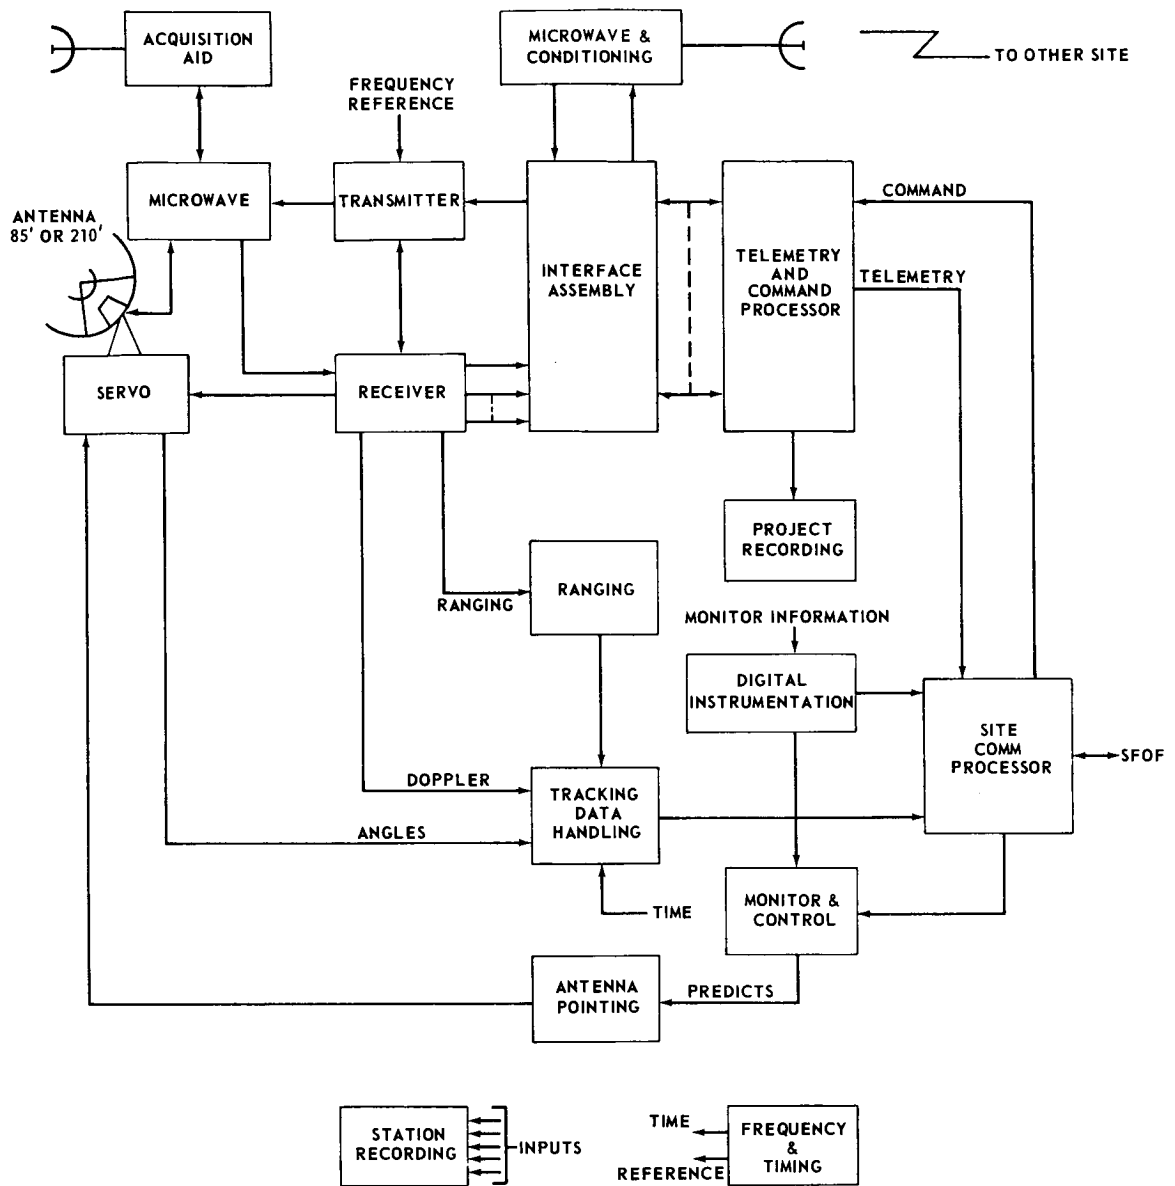 ACQUISITION
AID
MICROWAVE &
CONDITIONING
TO OTHER SITE
FREQUENCY
REFERENCE
MICROWAVE
TRANSMITTER
ANTENNA
85' OR 210'
INTERFACE
ASSEMBLY
TELEMETRY
AND
COMMAND
PROCESSOR
COMMAND
TELEMETRY
SERVO
RECEIVER
PROJECT
RECORDING
RANGING
RANGING
MONITOR INFORMATION
DIGITAL
INSTRUMENTATION
SITE
COMM
PROCESSOR
SFOF
DOPPLER
TRACKING
DATA
HANDLING
ANGLES
TIME
MONITOR &
CONTROL
ANTENNA
POINTING
PREDICTS
STATION
RECORDING
INPUTS
TIME
REFERENCE
FREQUENCY
&
TIMING